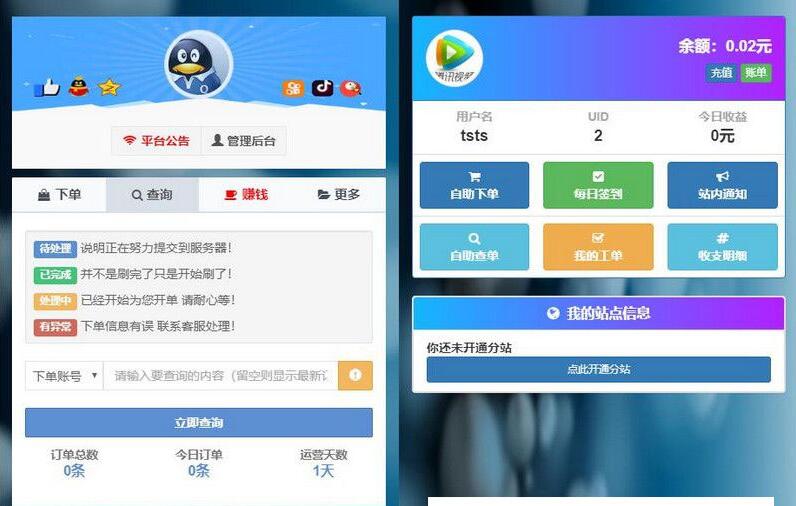 平台公告 管理后台
下单 查询 赚钱 更多
待处理 说明正在努力提交到服务器!
已完成 并不是刷完了只是开始刷了!
处理中 已经开始为您开单 请耐心等!
有异常 下单信息有误 联系客服处理!
下单账号 请输入要查询的内容（留空则显示最新订
立即查询
订单总数 今日订单 运营天数
0条 0条 1天
腾讯视频
余额：0.02元
充值 账单
用户名 UID 今日收益
tsts 2 0元
自助下单 每日签到 站内通知
自助查单 我的工单 收支明细
我的站点信息
你还未开通分站
点此开通分站